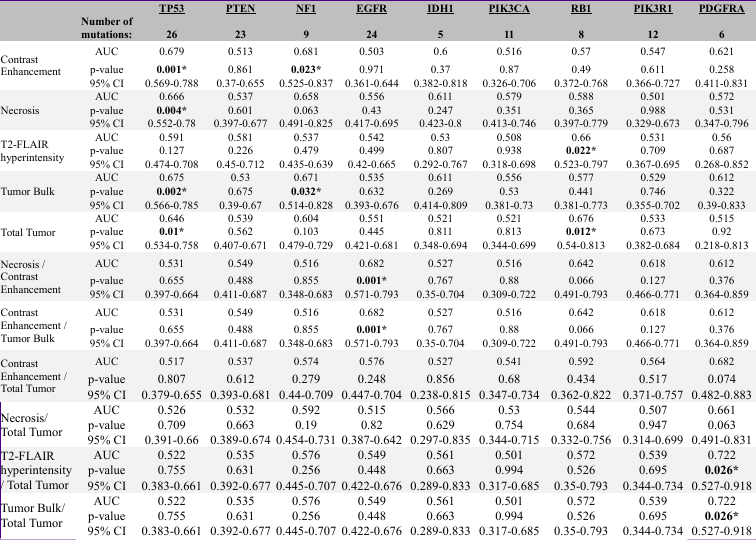 TP53 PTEN NF1 EGFR IDH1 PIK3CA RB1 PIK3R1 PDGFRA
Number of mutations: 26 23 9 24 5 11 8 12 6
Contrast Enhancement
AUC 0.679 0.513 0.681 0.503 0.6 0.516 0.57 0.547 0.621
p-value 0.001* 0.861 0.023* 0.971 0.37 0.87 0.49 0.611 0.258
95% CI 0.569-0.788 0.37-0.655 0.525-0.837 0.361-0.644 0.382-0.818 0.326-0.706 0.372-0.768 0.366-0.727 0.411-0.831
Necrosis
AUC 0.666 0.537 0.658 0.556 0.611 0.579 0.588 0.501 0.572
p-value 0.004* 0.601 0.063 0.43 0.247 0.351 0.365 0.988 0.531
95% CI 0.552-0.78 0.397-0.677 0.491-0.825 0.417-0.695 0.423-0.8 0.413-0.746 0.397-0.779 0.329-0.673 0.347-0.796
T2-FLAIR hyperintensity
AUC 0.591 0.581 0.537 0.542 0.53 0.508 0.66 0.531 0.56
p-value 0.127 0.226 0.479 0.499 0.807 0.938 0.022* 0.709 0.687
95% CI 0.474-0.708 0.45-0.712 0.435-0.639 0.42-0.665 0.292-0.767 0.318-0.698 0.523-0.797 0.367-0.695 0.268-0.852
Tumor Bulk
AUC 0.675 0.53 0.671 0.535 0.611 0.556 0.577 0.529 0.612
p-value 0.002* 0.675 0.032* 0.632 0.269 0.53 0.441 0.746 0.322
95% CI 0.566-0.785 0.39-0.67 0.514-0.828 0.393-0.676 0.414-0.809 0.381-0.73 0.381-0.773 0.355-0.702 0.39-0.833
Total Tumor
AUC 0.646 0.539 0.604 0.551 0.521 0.521 0.676 0.533 0.515
p-value 0.01* 0.562 0.103 0.445 0.811 0.813 0.012* 0.673 0.92
95% CI 0.534-0.758 0.407-0.671 0.479-0.729 0.421-0.681 0.348-0.694 0.344-0.699 0.54-0.813 0.382-0.684 0.218-0.813
Necrosis / Contrast Enhancement
AUC 0.531 0.549 0.516 0.682 0.527 0.516 0.642 0.618 0.612
p-value 0.655 0.488 0.855 0.001* 0.767 0.88 0.066 0.127 0.376
95% CI 0.397-0.664 0.411-0.687 0.348-0.683 0.571-0.793 0.35-0.704 0.309-0.722 0.491-0.793 0.466-0.771 0.364-0.859
Contrast Enhancement / Tumor Bulk
AUC 0.531 0.549 0.516 0.682 0.527 0.516 0.642 0.618 0.612
p-value 0.655 0.488 0.855 0.001* 0.767 0.88 0.066 0.127 0.376
95% CI 0.397-0.664 0.411-0.687 0.348-0.683 0.571-0.793 0.35-0.704 0.309-0.722 0.491-0.793 0.466-0.771 0.364-0.859
Contrast Enhancement / Total Tumor
AUC 0.517 0.537 0.574 0.576 0.527 0.541 0.592 0.564 0.682
p-value 0.807 0.612 0.279 0.248 0.856 0.68 0.434 0.517 0.074
95% CI 0.379-0.655 0.393-0.681 0.44-0.709 0.447-0.704 0.238-0.815 0.347-0.734 0.362-0.822 0.371-0.757 0.482-0.883
Necrosis/ Total Tumor
AUC 0.526 0.532 0.592 0.515 0.566 0.53 0.544 0.507 0.661
p-value 0.709 0.663 0.19 0.82 0.629 0.754 0.684 0.947 0.063
95% CI 0.391-0.66 0.389-0.674 0.454-0.731 0.387-0.642 0.297-0.835 0.344-0.715 0.332-0.756 0.314-0.699 0.491-0.831
T2-FLAIR hyperintensity / Total Tumor
AUC 0.522 0.535 0.576 0.549 0.561 0.501 0.572 0.539 0.722
p-value 0.755 0.631 0.256 0.448 0.663 0.994 0.526 0.695 0.026*
95% CI 0.383-0.661 0.392-0.677 0.445-0.707 0.422-0.676 0.289-0.833 0.317-0.685 0.35-0.793 0.344-0.734 0.527-0.918
Tumor Bulk/ Total Tumor
AUC 0.522 0.535 0.576 0.549 0.561 0.501 0.572 0.539 0.722
p-value 0.755 0.631 0.256 0.448 0.663 0.994 0.526 0.695 0.026*
95% CI 0.383-0.661 0.392-0.677 0.445-0.707 0.422-0.676 0.289-0.833 0.317-0.685 0.35-0.793 0.344-0.734 0.527-0.918